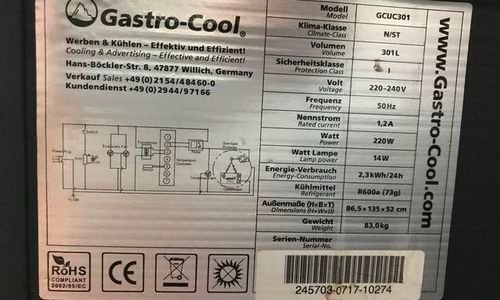 Gastro-Cool®
Werben & Kühlen – Effektiv und Effizient!
Cooling & Advertising – Effective and Efficient!
Hans-Böckler-Str. 8, 47877 Willich, Germany
Verkauf Sales +49(0)2154/48460-0
Kundendienst +49(0)2944/97166
RoHS
COMPLIANT
2002/95/EC
CE
Modell
Model
GCUC301
Klima-Klasse
Climate-Class
N/ST
Volumen
Volume
301L
Sicherheitsklasse
Protection Class
I
Volt
Voltage
220-240V
Frequenz
Frequency
50Hz
Nennstrom
Rated current
1,2A
Watt
Power
220W
Watt Lampe
Lamp power
14W
Energie-Verbrauch
Energy-Consumption
2,3kWh/24h
Kühlmittel
Refrigerant
R600a (73g)
Außenmaße (H×B×T)
Dimensions (H×W×D)
86,5 × 135 × 52 cm
Gewicht
Weight
83,0kg
Serien-Nummer
Serial-No.
245703-0717-10274
www.Gastro-Cool.com